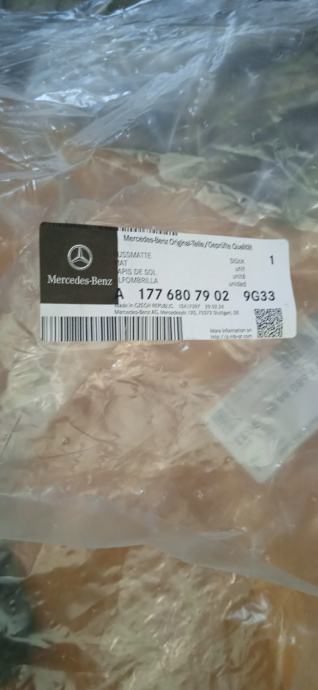 Mercedes-Benz Original-Teile/Geprüfte Qualität
USSMATTE
MAT
APIS DE SOL
LFOMBRILLA
Stück
unit
unité
unidad
1
Mercedes-Benz
A 177 680 79 02 9G33
Made in CZECH REPUBLIC
Mercedes-Benz AG, Mercedesstr. 120, 70372 Stuttgart, DE
More information on